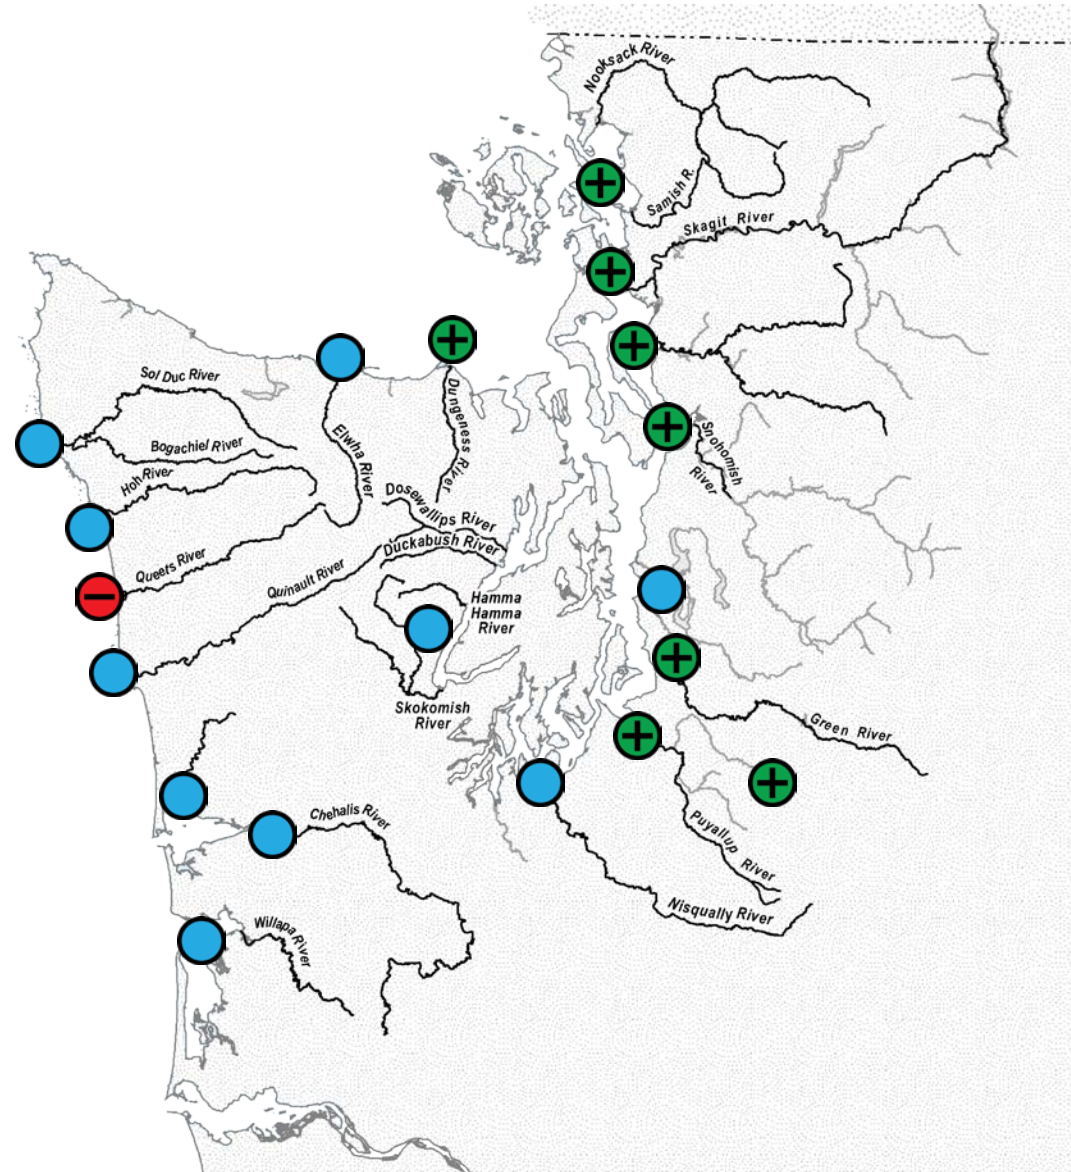 Nooksack River
Samish R.
Skagit River
Sol Duc River
Bogachiel River
Hoh River
Elwha River
Dungeness River
Snohomish
River
Dosewallips River
Duckabush River
Queets River
Quinault River
Hamma
Hamma
River
Skokomish
River
Green River
Chehalis River
Puyallup
River
Nisqually River
Willapa River